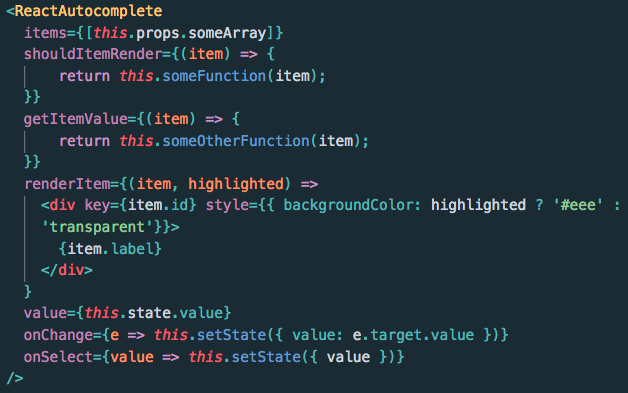 <ReactAutocomplete
  items={[this.props.someArray]}
  shouldItemRender={(item) => {
      return this.someFunction(item);
  }}
  getItemValue={(item) => {
      return this.someOtherFunction(item);
  }}
  renderItem={(item, highlighted) =>
    <div key={item.id} style={{ backgroundColor: highlighted ? '#eee' :
    'transparent'}}>
      {item.label}
    </div>
  }
  value={this.state.value}
  onChange={e => this.setState({ value: e.target.value })}
  onSelect={value => this.setState({ value })}
/>